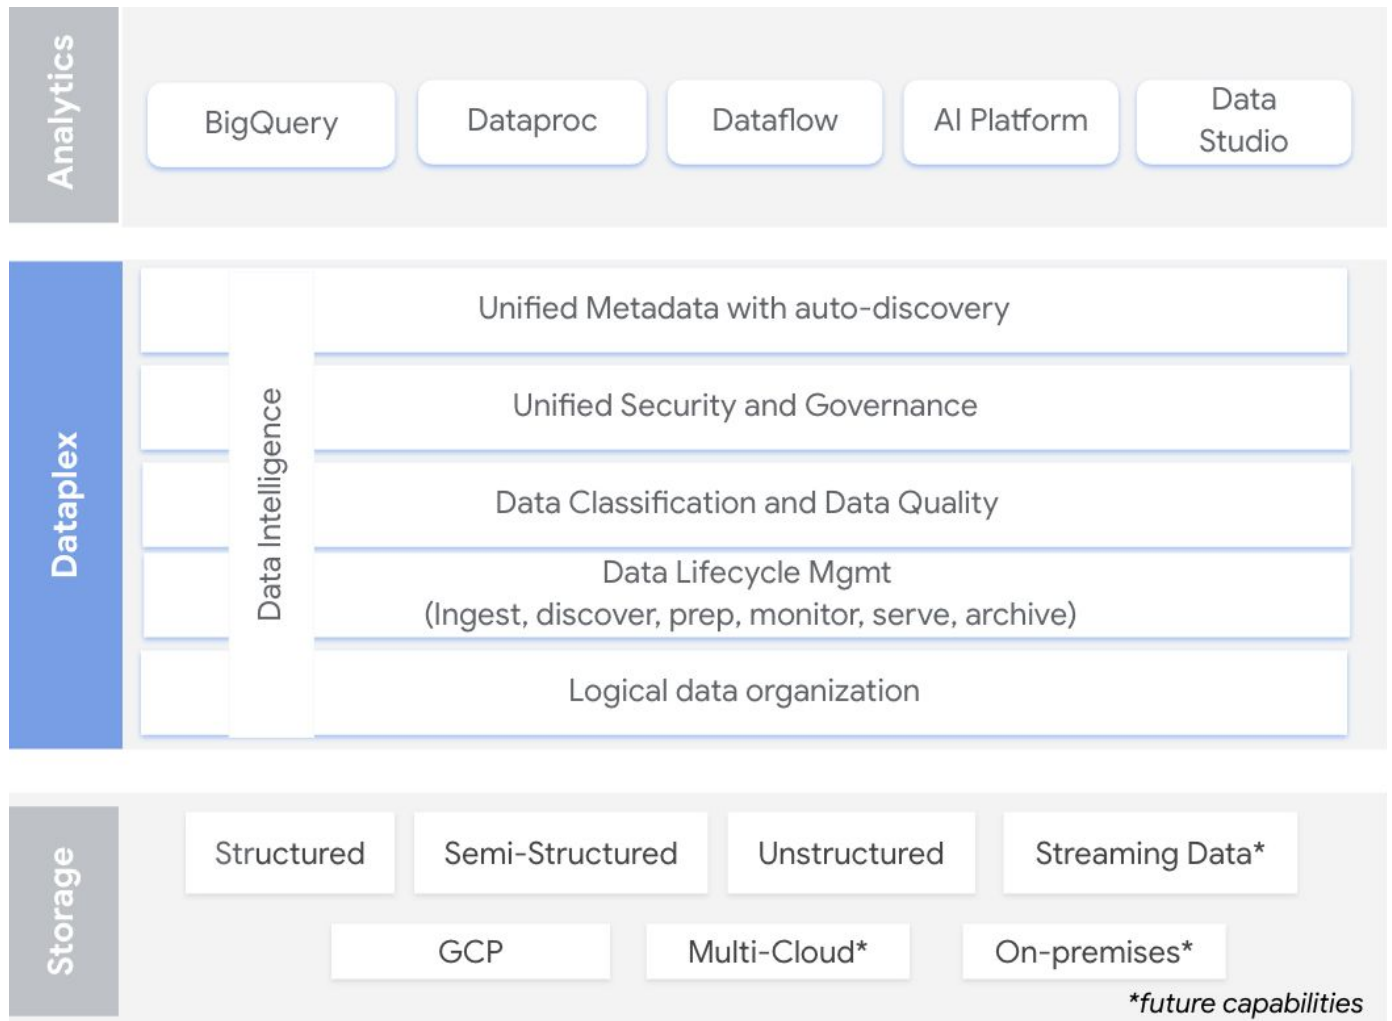 Analytics
BigQuery
Dataproc
Dataflow
AI Platform
Data
Studio
Dataplex
Data Intelligence
Unified Metadata with auto-discovery
Unified Security and Governance
Data Classification and Data Quality
Data Lifecycle Mgmt
(Ingest, discover, prep, monitor, serve, archive)
Logical data organization
Storage
Structured
Semi-Structured
Unstructured
Streaming Data*
GCP
Multi-Cloud*
On-premises*
*future capabilities